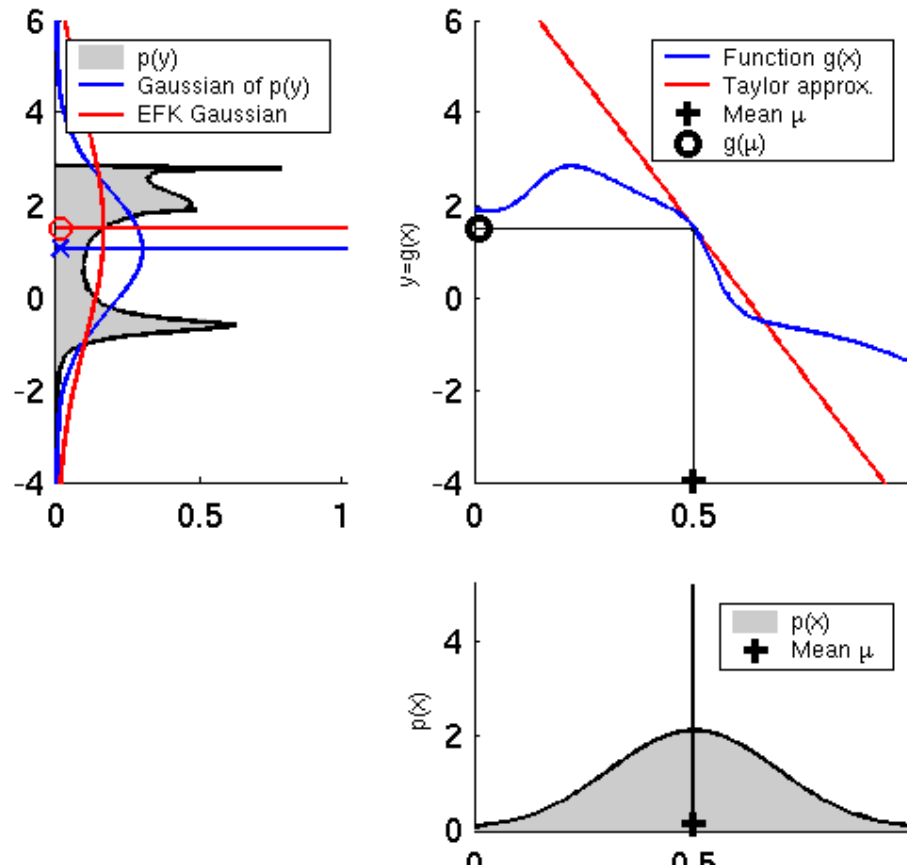 6
4
2
0
-2
-4
0
0.5
1
p(y)
Gaussian of p(y)
EFK Gaussian
6
4
2
0
-2
-4
0
0.5
y=g(x)
Function g(x)
Taylor approx.
Mean μ
g(μ)
4
2
0
0
0.5
p(x)
p(x)
Mean μ